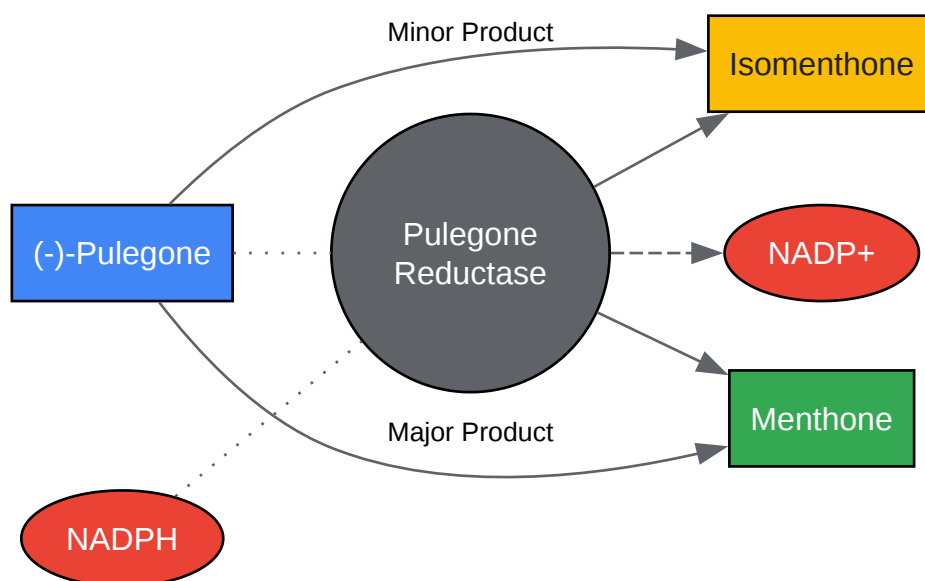 Minor Product
Isomenthone
(-)-Pulegone
Pulegone
Reductase
NADP+
Major Product
Menthone
NADPH